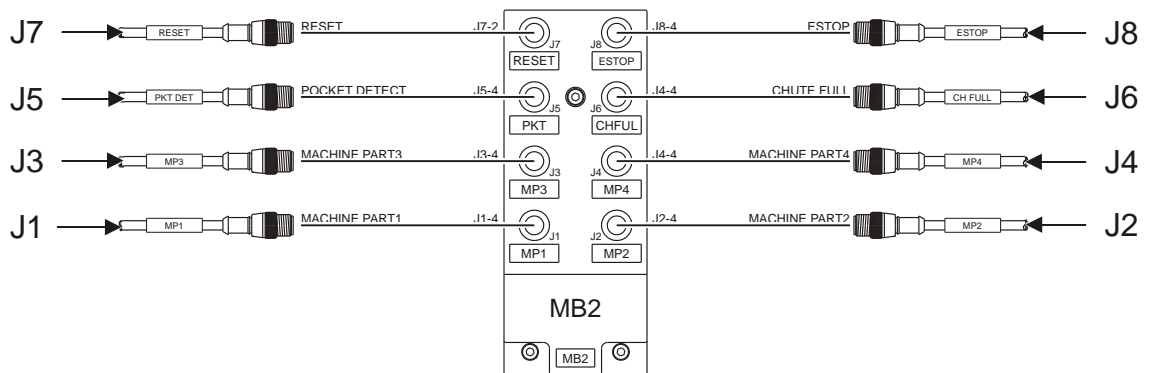 J7 RESET RESET J7-2 J7 J8 J8-4 ESTOP ESTOP J8
RESET ESTOP
J5 PKT DET POCKET DETECT J5-4 J5 J6 J4-4 CHUTE FULL CH FULL J6
PKT CHFUL
J3 MP3 MACHINE PART3 J3-4 J3 J4 J4-4 MACHINE PART4 MP4 J4
MP3 MP4
J1 MP1 MACHINE PART1 J1-4 J1 J2 J2-4 MACHINE PART2 MP2 J2
MP1 MP2
MB2
MB2